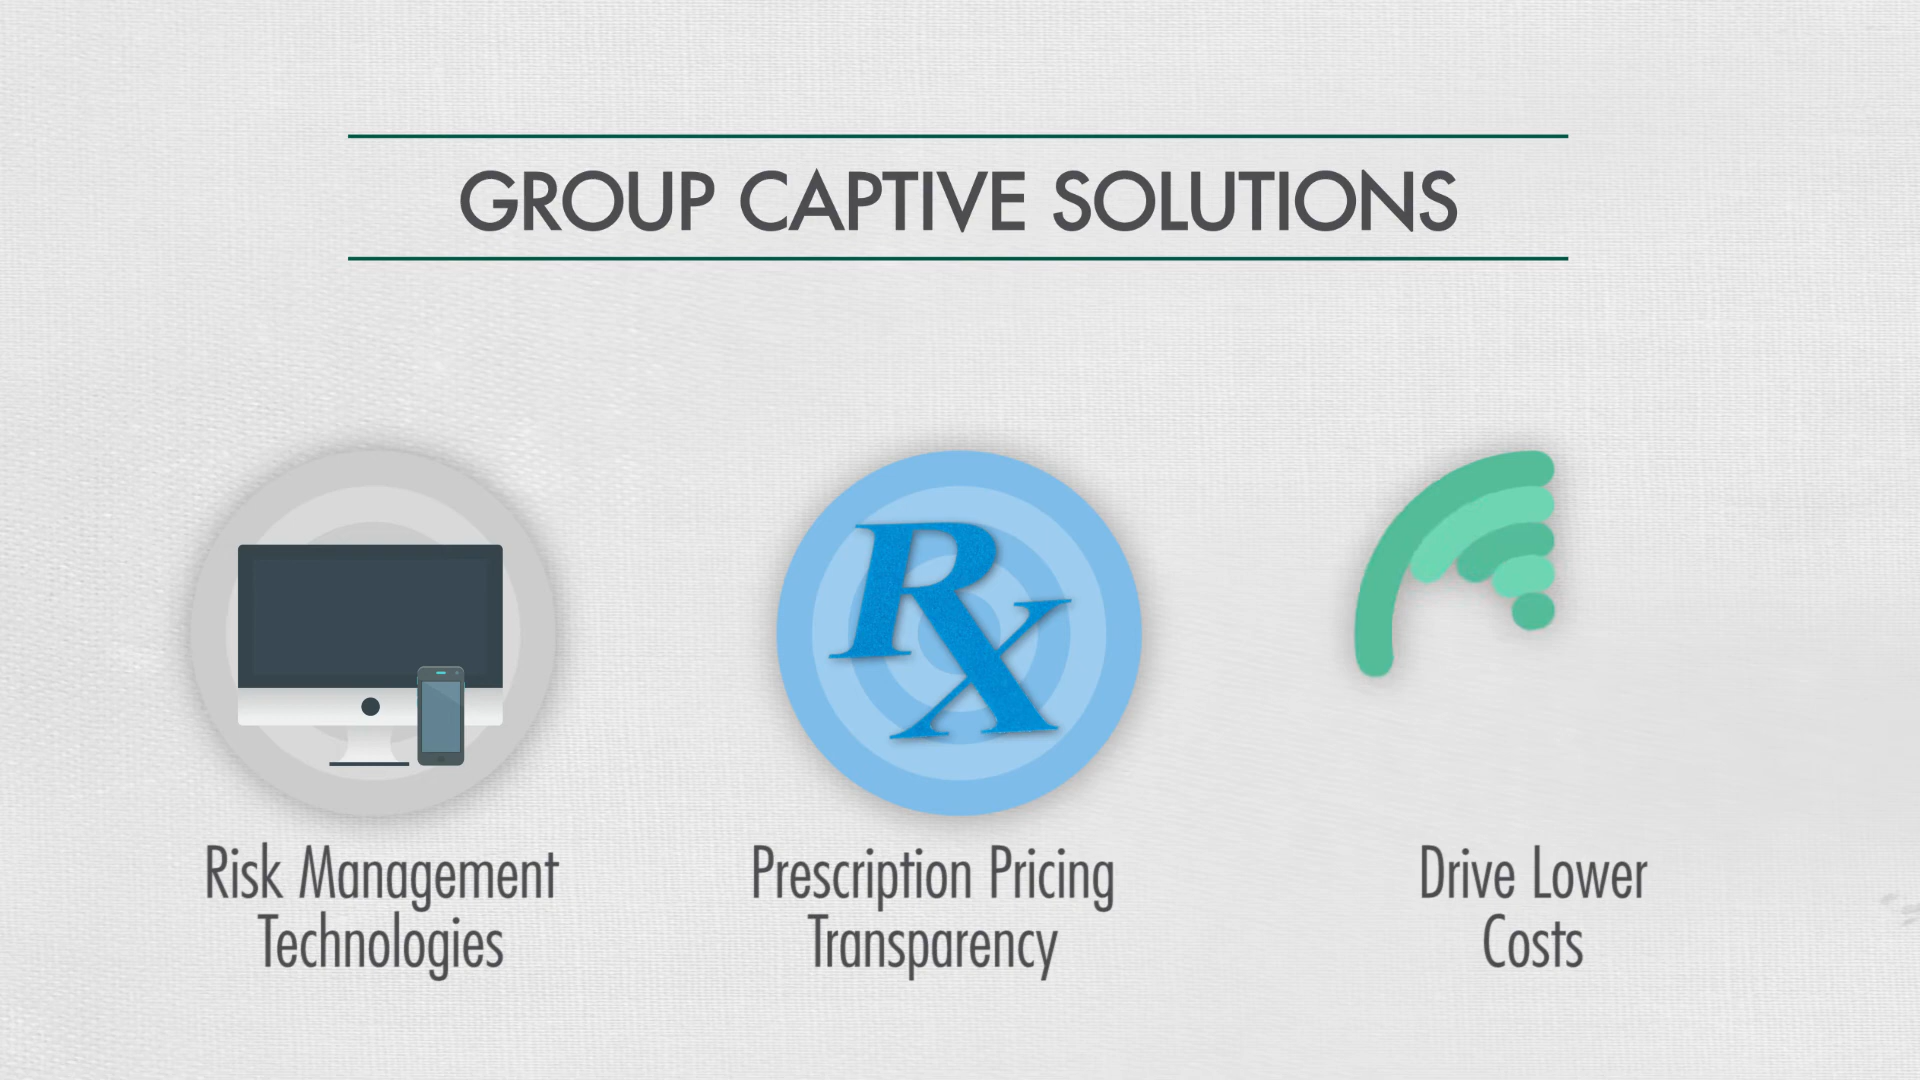 GROUP CAPTIVE SOLUTIONS
Rx
Risk Management
Technologies
Prescription Pricing
Transparency
Drive Lower
Costs